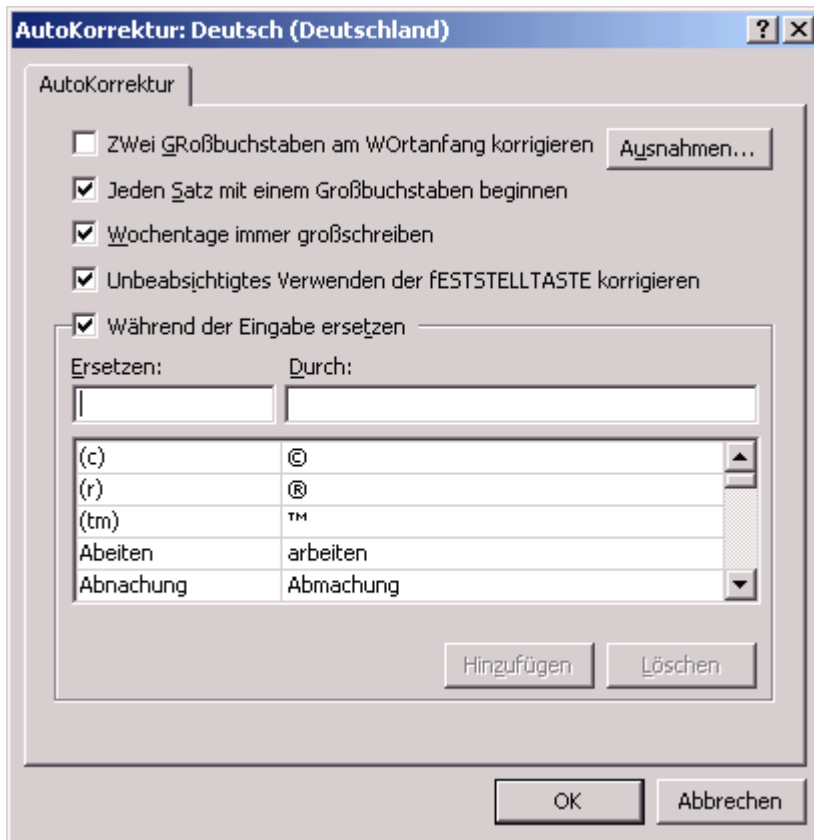 AutoKorrektur: Deutsch (Deutschland)
AutoKorrektur
ZWei GRoßbuchstaben am WOrtanfang korrigieren Ausnahmen...
Jeden Satz mit einem Großbuchstaben beginnen
Wochentage immer großschreiben
Unbeabsichtigtes Verwenden der fESTSTELLTASTE korrigieren
Während der Eingabe ersetzen
Ersetzen: Durch:
(c) ©
(r) ®
(tm) ™
Abeiten arbeiten
Abnachung Abmachung
Hinzufügen Löschen
OK Abbrechen